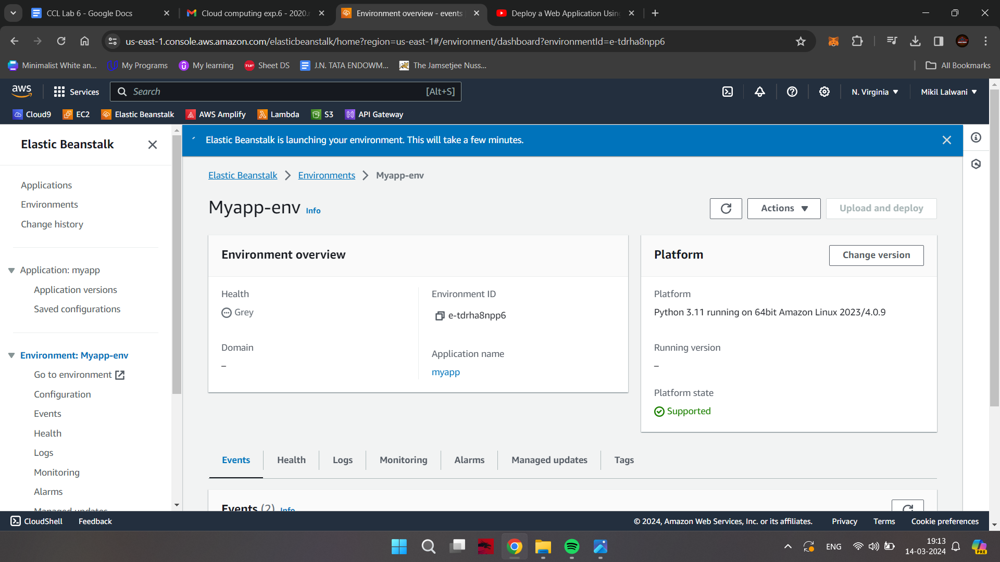 CCL Lab 6 - Google Docs
Cloud computing exp.6 - 2020.r
Environment overview - events
Deploy a Web Application Using
us-east-1.console.aws.amazon.com/elasticbeanstalk/home?region=us-east-1#/environment/dashboard?environmentId=e-tdrha8npp6
Minimalist White an...
My Programs
My learning
TUF
Sheet DS
J.N. TATA ENDOWM...
The Jamsetjee Nuss...
All Bookmarks
aws
Services
Search
[Alt+S]
N. Virginia
Mikil Lalwani
Cloud9
EC2
Elastic Beanstalk
AWS Amplify
Lambda
S3
API Gateway
Elastic Beanstalk
Applications
Environments
Change history
Application: myapp
Application versions
Saved configurations
Environment: Myapp-env
Go to environment
Configuration
Events
Health
Logs
Monitoring
Alarms
Managed updates
Elastic Beanstalk is launching your environment. This will take a few minutes.
Elastic Beanstalk
Environments
Myapp-env
Myapp-env Info
Actions
Upload and deploy
Environment overview
Health
Grey
Domain
–
Environment ID
e-tdrha8npp6
Application name
myapp
Platform
Change version
Platform
Python 3.11 running on 64bit Amazon Linux 2023/4.0.9
Running version
–
Platform state
Supported
Events
Health
Logs
Monitoring
Alarms
Managed updates
Tags
Events (2) Info
CloudShell
Feedback
© 2024, Amazon Web Services, Inc. or its affiliates.
Privacy
Terms
Cookie preferences
ENG
19:13
14-03-2024
PRE